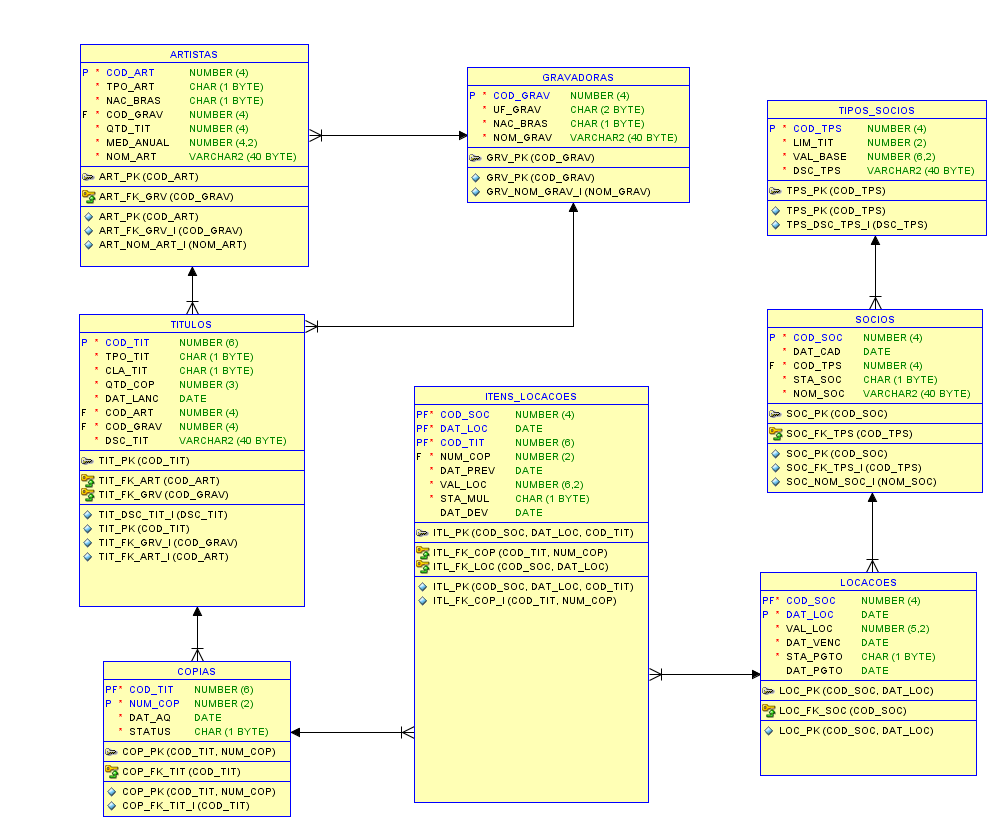 ARTISTAS
P * COD_ART NUMBER (4)
* TPO_ART CHAR (1 BYTE)
* NAC_BRAS CHAR (1 BYTE)
F * COD_GRAV NUMBER (4)
* QTD_TIT NUMBER (4)
* MED_ANUAL NUMBER (4,2)
* NOM_ART VARCHAR2 (40 BYTE)
ART_PK (COD_ART)
ART_FK_GRV (COD_GRAV)
ART_PK (COD_ART)
ART_FK_GRV_I (COD_GRAV)
ART_NOM_ART_I (NOM_ART)
GRAVADORAS
P * COD_GRAV NUMBER (4)
* UF_GRAV CHAR (2 BYTE)
* NAC_BRAS CHAR (1 BYTE)
* NOM_GRAV VARCHAR2 (40 BYTE)
GRV_PK (COD_GRAV)
GRV_PK (COD_GRAV)
GRV_NOM_GRAV_I (NOM_GRAV)
TIPOS_SOCIOS
P * COD_TPS NUMBER (4)
* LIM_TIT NUMBER (2)
* VAL_BASE NUMBER (6,2)
* DSC_TPS VARCHAR2 (40 BYTE)
TPS_PK (COD_TPS)
TPS_PK (COD_TPS)
TPS_DSC_TPS_I (DSC_TPS)
TITULOS
P * COD_TIT NUMBER (6)
* TPO_TIT CHAR (1 BYTE)
* CLA_TIT CHAR (1 BYTE)
* QTD_COP NUMBER (3)
* DAT_LANC DATE
F * COD_ART NUMBER (4)
F * COD_GRAV NUMBER (4)
* DSC_TIT VARCHAR2 (40 BYTE)
TIT_PK (COD_TIT)
TIT_FK_ART (COD_ART)
TIT_FK_GRV (COD_GRAV)
TIT_DSC_TIT_I (DSC_TIT)
TIT_PK (COD_TIT)
TIT_FK_GRV_I (COD_GRAV)
TIT_FK_ART_I (COD_ART)
ITENS_LOCACOES
PF* COD_SOC NUMBER (4)
PF* DAT_LOC DATE
PF* COD_TIT NUMBER (6)
F * NUM_COP NUMBER (2)
* DAT_PREV DATE
* VAL_LOC NUMBER (6,2)
* STA_MUL CHAR (1 BYTE)
DAT_DEV DATE
ITL_PK (COD_SOC, DAT_LOC, COD_TIT)
ITL_FK_COP (COD_TIT, NUM_COP)
ITL_FK_LOC (COD_SOC, DAT_LOC)
ITL_PK (COD_SOC, DAT_LOC, COD_TIT)
ITL_FK_COP_I (COD_TIT, NUM_COP)
SOCIOS
P * COD_SOC NUMBER (4)
* DAT_CAD DATE
F * COD_TPS NUMBER (4)
* STA_SOC CHAR (1 BYTE)
* NOM_SOC VARCHAR2 (40 BYTE)
SOC_PK (COD_SOC)
SOC_FK_TPS (COD_TPS)
SOC_PK (COD_SOC)
SOC_FK_TPS_I (COD_TPS)
SOC_NOM_SOC_I (NOM_SOC)
LOCACOES
PF* COD_SOC NUMBER (4)
P * DAT_LOC DATE
* VAL_LOC NUMBER (5,2)
* DAT_VENC DATE
* STA_PGTO CHAR (1 BYTE)
DAT_PGTO DATE
LOC_PK (COD_SOC, DAT_LOC)
LOC_FK_SOC (COD_SOC)
LOC_PK (COD_SOC, DAT_LOC)
COPIAS
PF* COD_TIT NUMBER (6)
P * NUM_COP NUMBER (2)
* DAT_AQ DATE
* STATUS CHAR (1 BYTE)
COP_PK (COD_TIT, NUM_COP)
COP_FK_TIT (COD_TIT)
COP_PK (COD_TIT, NUM_COP)
COP_FK_TIT_I (COD_TIT)